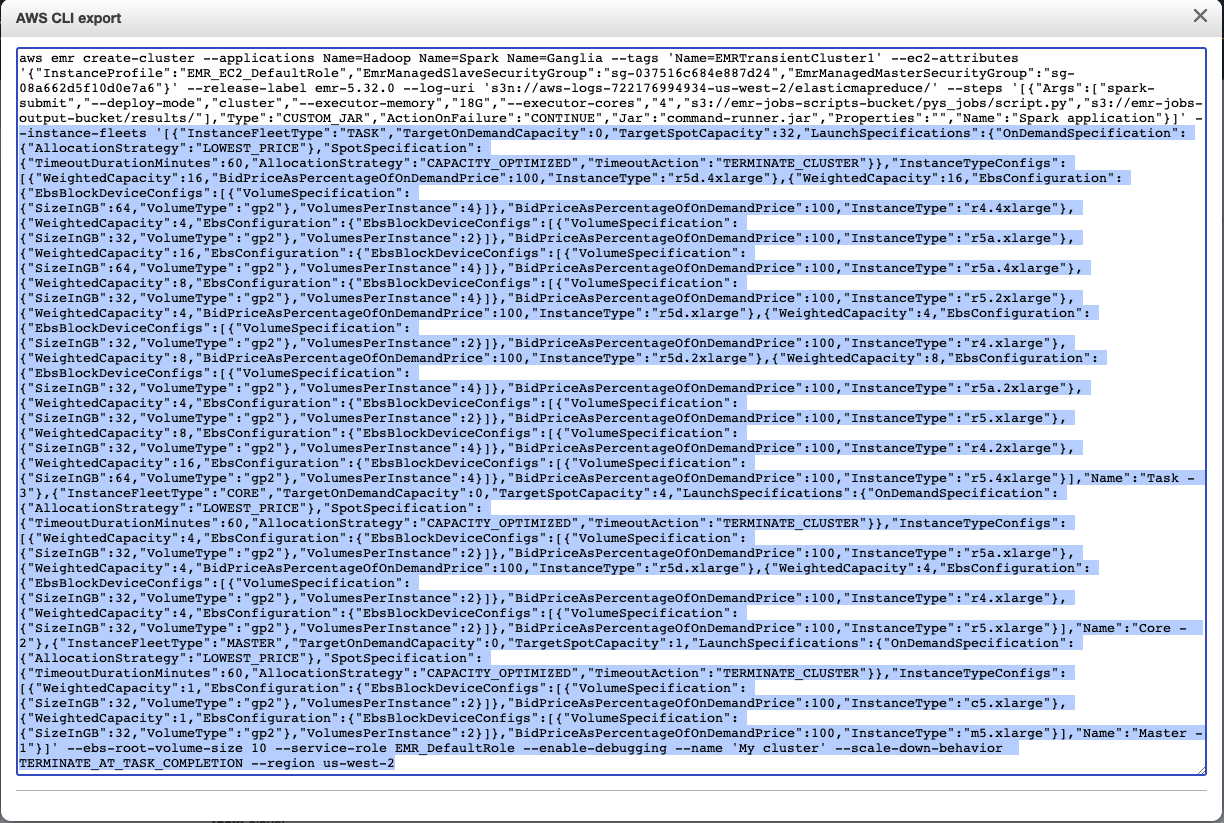 AWS CLI export
aws emr create-cluster --applications Name=Hadoop Name=Spark Name=Ganglia --tags 'Name=EMRTransientCluster1' --ec2-attributes
'{"InstanceProfile":"EMR_EC2_DefaultRole","EmrManagedSlaveSecurityGroup":"sg-037516c684e887d24","EmrManagedMasterSecurityGroup":"sg-
08a662d5f10d0e7a6"}' --release-label emr-5.32.0 --log-uri 's3n://aws-logs-722176994934-us-west-2/elasticmapreduce/' --steps '[{"Args":["spark-
submit","--deploy-mode","cluster","--executor-memory","18G","--executor-cores","4","s3://emr-jobs-scripts-bucket/pys_jobs/script.py","s3://emr-jobs-
output-bucket/results/"],"Type":"CUSTOM_JAR","ActionOnFailure":"CONTINUE","Jar":"command-runner.jar","Properties":"","Name":"Spark application"}]' -
-instance-fleets '[{"InstanceFleetType":"TASK","TargetOnDemandCapacity":0,"TargetSpotCapacity":32,"LaunchSpecifications":{"OnDemandSpecification":
{"AllocationStrategy":"LOWEST_PRICE"},"SpotSpecification":
{"TimeoutDurationMinutes":60,"AllocationStrategy":"CAPACITY_OPTIMIZED","TimeoutAction":"TERMINATE_CLUSTER"}},"InstanceTypeConfigs":
[{"WeightedCapacity":16,"BidPriceAsPercentageOfOnDemandPrice":100,"InstanceType":"r5d.4xlarge"},{"WeightedCapacity":16,"EbsConfiguration":
{"EbsBlockDeviceConfigs":[{"VolumeSpecification":
{"SizeInGB":64,"VolumeType":"gp2"},"VolumesPerInstance":4}]},"BidPriceAsPercentageOfOnDemandPrice":100,"InstanceType":"r4.4xlarge"},
{"WeightedCapacity":4,"EbsConfiguration":{"EbsBlockDeviceConfigs":[{"VolumeSpecification":
{"SizeInGB":32,"VolumeType":"gp2"},"VolumesPerInstance":2}]},"BidPriceAsPercentageOfOnDemandPrice":100,"InstanceType":"r5a.xlarge"},
{"WeightedCapacity":16,"EbsConfiguration":{"EbsBlockDeviceConfigs":[{"VolumeSpecification":
{"SizeInGB":64,"VolumeType":"gp2"},"VolumesPerInstance":4}]},"BidPriceAsPercentageOfOnDemandPrice":100,"InstanceType":"r5a.4xlarge"},
{"WeightedCapacity":8,"EbsConfiguration":{"EbsBlockDeviceConfigs":[{"VolumeSpecification":
{"SizeInGB":32,"VolumeType":"gp2"},"VolumesPerInstance":4}]},"BidPriceAsPercentageOfOnDemandPrice":100,"InstanceType":"r5.2xlarge"},
{"WeightedCapacity":4,"BidPriceAsPercentageOfOnDemandPrice":100,"InstanceType":"r5d.xlarge"},{"WeightedCapacity":4,"EbsConfiguration":
{"EbsBlockDeviceConfigs":[{"VolumeSpecification":
{"SizeInGB":32,"VolumeType":"gp2"},"VolumesPerInstance":2}]},"BidPriceAsPercentageOfOnDemandPrice":100,"InstanceType":"r4.xlarge"},
{"WeightedCapacity":8,"BidPriceAsPercentageOfOnDemandPrice":100,"InstanceType":"r5d.2xlarge"},{"WeightedCapacity":8,"EbsConfiguration":
{"EbsBlockDeviceConfigs":[{"VolumeSpecification":
{"SizeInGB":32,"VolumeType":"gp2"},"VolumesPerInstance":4}]},"BidPriceAsPercentageOfOnDemandPrice":100,"InstanceType":"r5a.2xlarge"},
{"WeightedCapacity":4,"EbsConfiguration":{"EbsBlockDeviceConfigs":[{"VolumeSpecification":
{"SizeInGB":32,"VolumeType":"gp2"},"VolumesPerInstance":2}]},"BidPriceAsPercentageOfOnDemandPrice":100,"InstanceType":"r5.xlarge"},
{"WeightedCapacity":8,"EbsConfiguration":{"EbsBlockDeviceConfigs":[{"VolumeSpecification":
{"SizeInGB":32,"VolumeType":"gp2"},"VolumesPerInstance":4}]},"BidPriceAsPercentageOfOnDemandPrice":100,"InstanceType":"r4.2xlarge"},
{"WeightedCapacity":16,"EbsConfiguration":{"EbsBlockDeviceConfigs":[{"VolumeSpecification":
{"SizeInGB":64,"VolumeType":"gp2"},"VolumesPerInstance":4}]},"BidPriceAsPercentageOfOnDemandPrice":100,"InstanceType":"r5.4xlarge"}],"Name":"Task -
3"},{"InstanceFleetType":"CORE","TargetOnDemandCapacity":0,"TargetSpotCapacity":4,"LaunchSpecifications":{"OnDemandSpecification":
{"AllocationStrategy":"LOWEST_PRICE"},"SpotSpecification":
{"TimeoutDurationMinutes":60,"AllocationStrategy":"CAPACITY_OPTIMIZED","TimeoutAction":"TERMINATE_CLUSTER"}},"InstanceTypeConfigs":
[{"WeightedCapacity":4,"EbsConfiguration":{"EbsBlockDeviceConfigs":[{"VolumeSpecification":
{"SizeInGB":32,"VolumeType":"gp2"},"VolumesPerInstance":2}]},"BidPriceAsPercentageOfOnDemandPrice":100,"InstanceType":"r5a.xlarge"},
{"WeightedCapacity":4,"BidPriceAsPercentageOfOnDemandPrice":100,"InstanceType":"r5d.xlarge"},{"WeightedCapacity":4,"EbsConfiguration":
{"EbsBlockDeviceConfigs":[{"VolumeSpecification":
{"SizeInGB":32,"VolumeType":"gp2"},"VolumesPerInstance":2}]},"BidPriceAsPercentageOfOnDemandPrice":100,"InstanceType":"r4.xlarge"},
{"WeightedCapacity":4,"EbsConfiguration":{"EbsBlockDeviceConfigs":[{"VolumeSpecification":
{"SizeInGB":32,"VolumeType":"gp2"},"VolumesPerInstance":2}]},"BidPriceAsPercentageOfOnDemandPrice":100,"InstanceType":"r5.xlarge"}],"Name":"Core -
2"},{"InstanceFleetType":"MASTER","TargetOnDemandCapacity":0,"TargetSpotCapacity":1,"LaunchSpecifications":{"OnDemandSpecification":
{"AllocationStrategy":"LOWEST_PRICE"},"SpotSpecification":
{"TimeoutDurationMinutes":60,"AllocationStrategy":"CAPACITY_OPTIMIZED","TimeoutAction":"TERMINATE_CLUSTER"}},"InstanceTypeConfigs":
[{"WeightedCapacity":1,"EbsConfiguration":{"EbsBlockDeviceConfigs":[{"VolumeSpecification":
{"SizeInGB":32,"VolumeType":"gp2"},"VolumesPerInstance":2}]},"BidPriceAsPercentageOfOnDemandPrice":100,"InstanceType":"c5.xlarge"},
{"WeightedCapacity":1,"EbsConfiguration":{"EbsBlockDeviceConfigs":[{"VolumeSpecification":
{"SizeInGB":32,"VolumeType":"gp2"},"VolumesPerInstance":2}]},"BidPriceAsPercentageOfOnDemandPrice":100,"InstanceType":"m5.xlarge"}],"Name":"Master -
1"}]' --ebs-root-volume-size 10 --service-role EMR_DefaultRole --enable-debugging --name 'My cluster' --scale-down-behavior
TERMINATE_AT_TASK_COMPLETION --region us-west-2